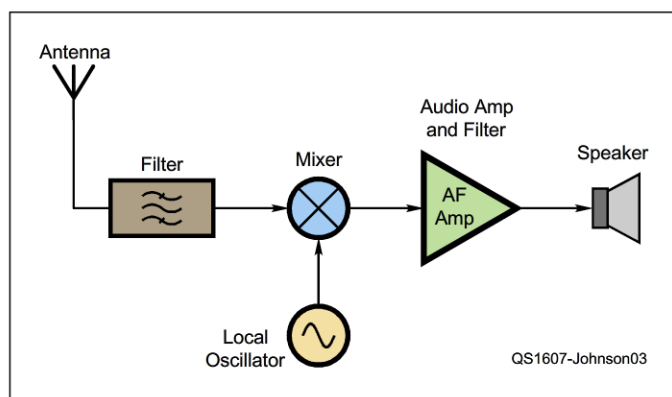 Antenna
Filter
Mixer
Audio Amp
and Filter
AF
Amp
Speaker
Local
Oscillator
QS1607-Johnson03